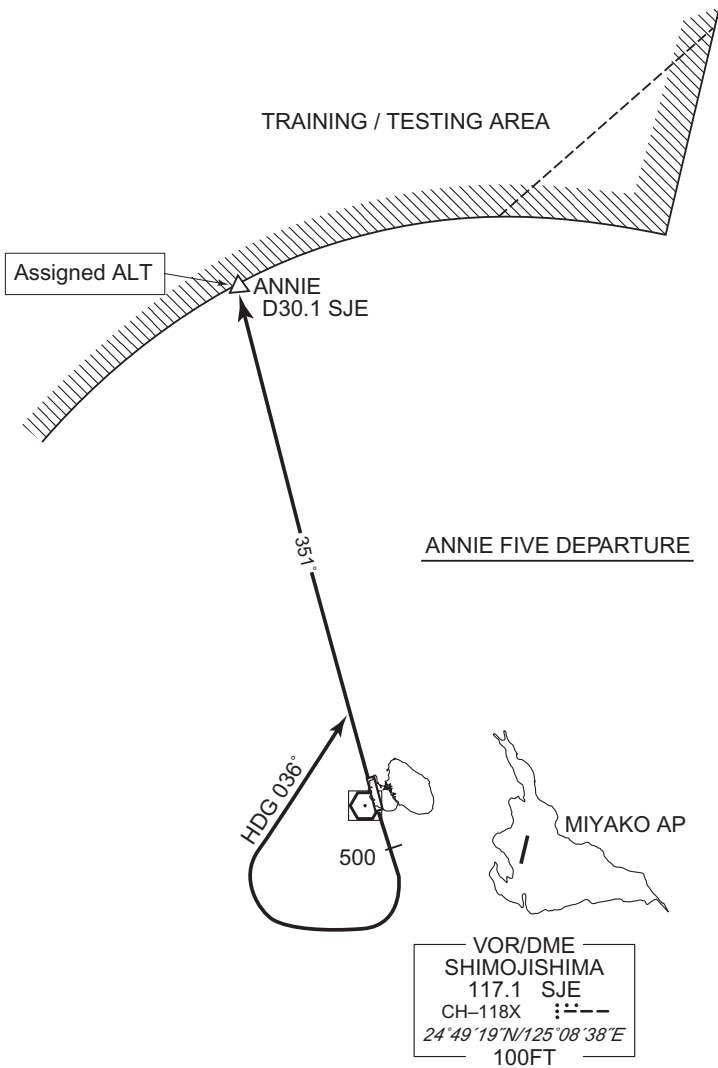 TRAINING / TESTING AREA
Assigned ALT
ANNIE
D30.1 SJE
351°
ANNIE FIVE DEPARTURE
HDG 036°
500
MIYAKO AP
VOR/DME
SHIMOJISHIMA
117.1 SJE
CH–118X
24°49´19˝N/125°08´38˝E
100FT